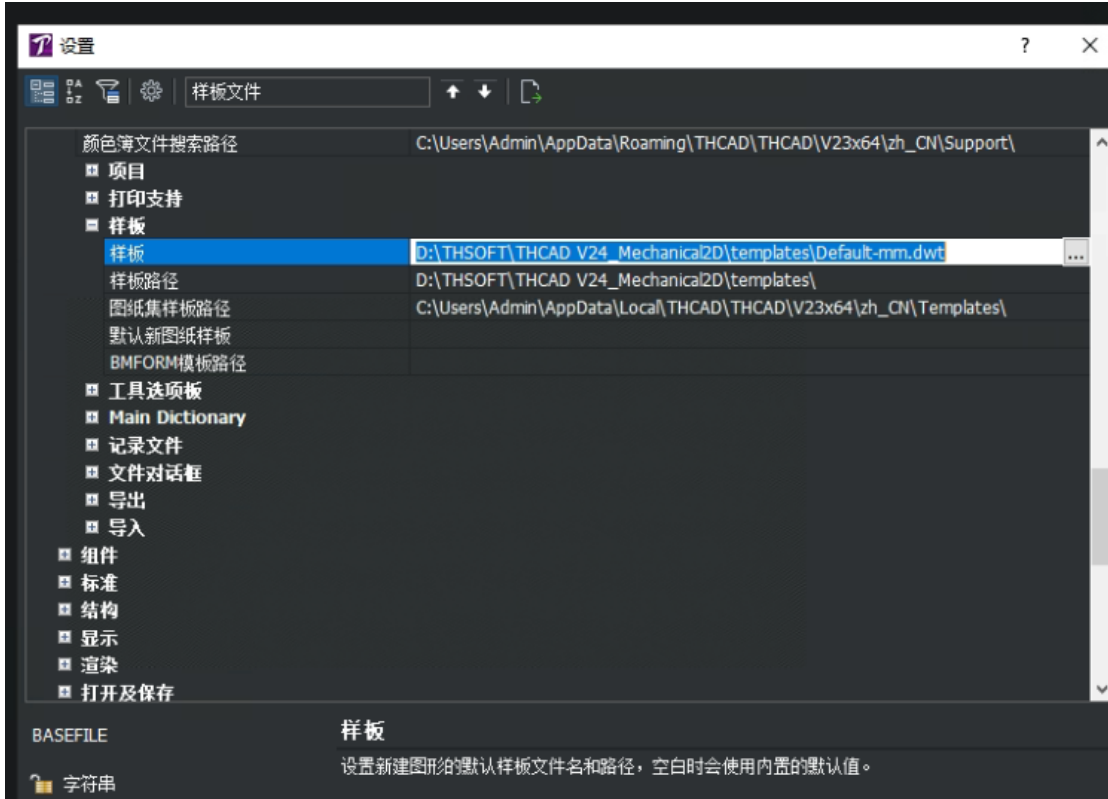 设置
样板文件
颜色簿文件搜索路径 C:\Users\Admin\AppData\Roaming\THCAD\THCAD\V23x64\zh_CN\Support\
项目
打印支持
样板
样板 D:\THSOFT\THCAD V24_Mechanical2D\templates\Default-mm.dwt
样板路径 D:\THSOFT\THCAD V24_Mechanical2D\templates\
图纸集样板路径 C:\Users\Admin\AppData\Local\THCAD\THCAD\V23x64\zh_CN\Templates\
默认新图纸样板
BMFORM模板路径
工具选项板
Main Dictionary
记录文件
文件对话框
导出
导入
组件
标准
结构
显示
渲染
打开及保存
BASEFILE
样板
设置新建图形的默认样板文件名和路径，空白时会使用内置的默认值。
字符串